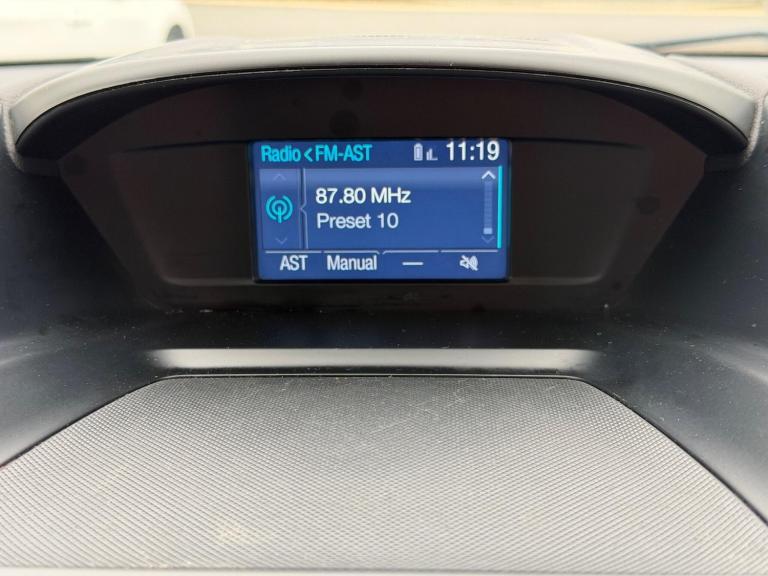 Radio < FM-AST 11:19
87.80 MHz
Preset 10
AST Manual —